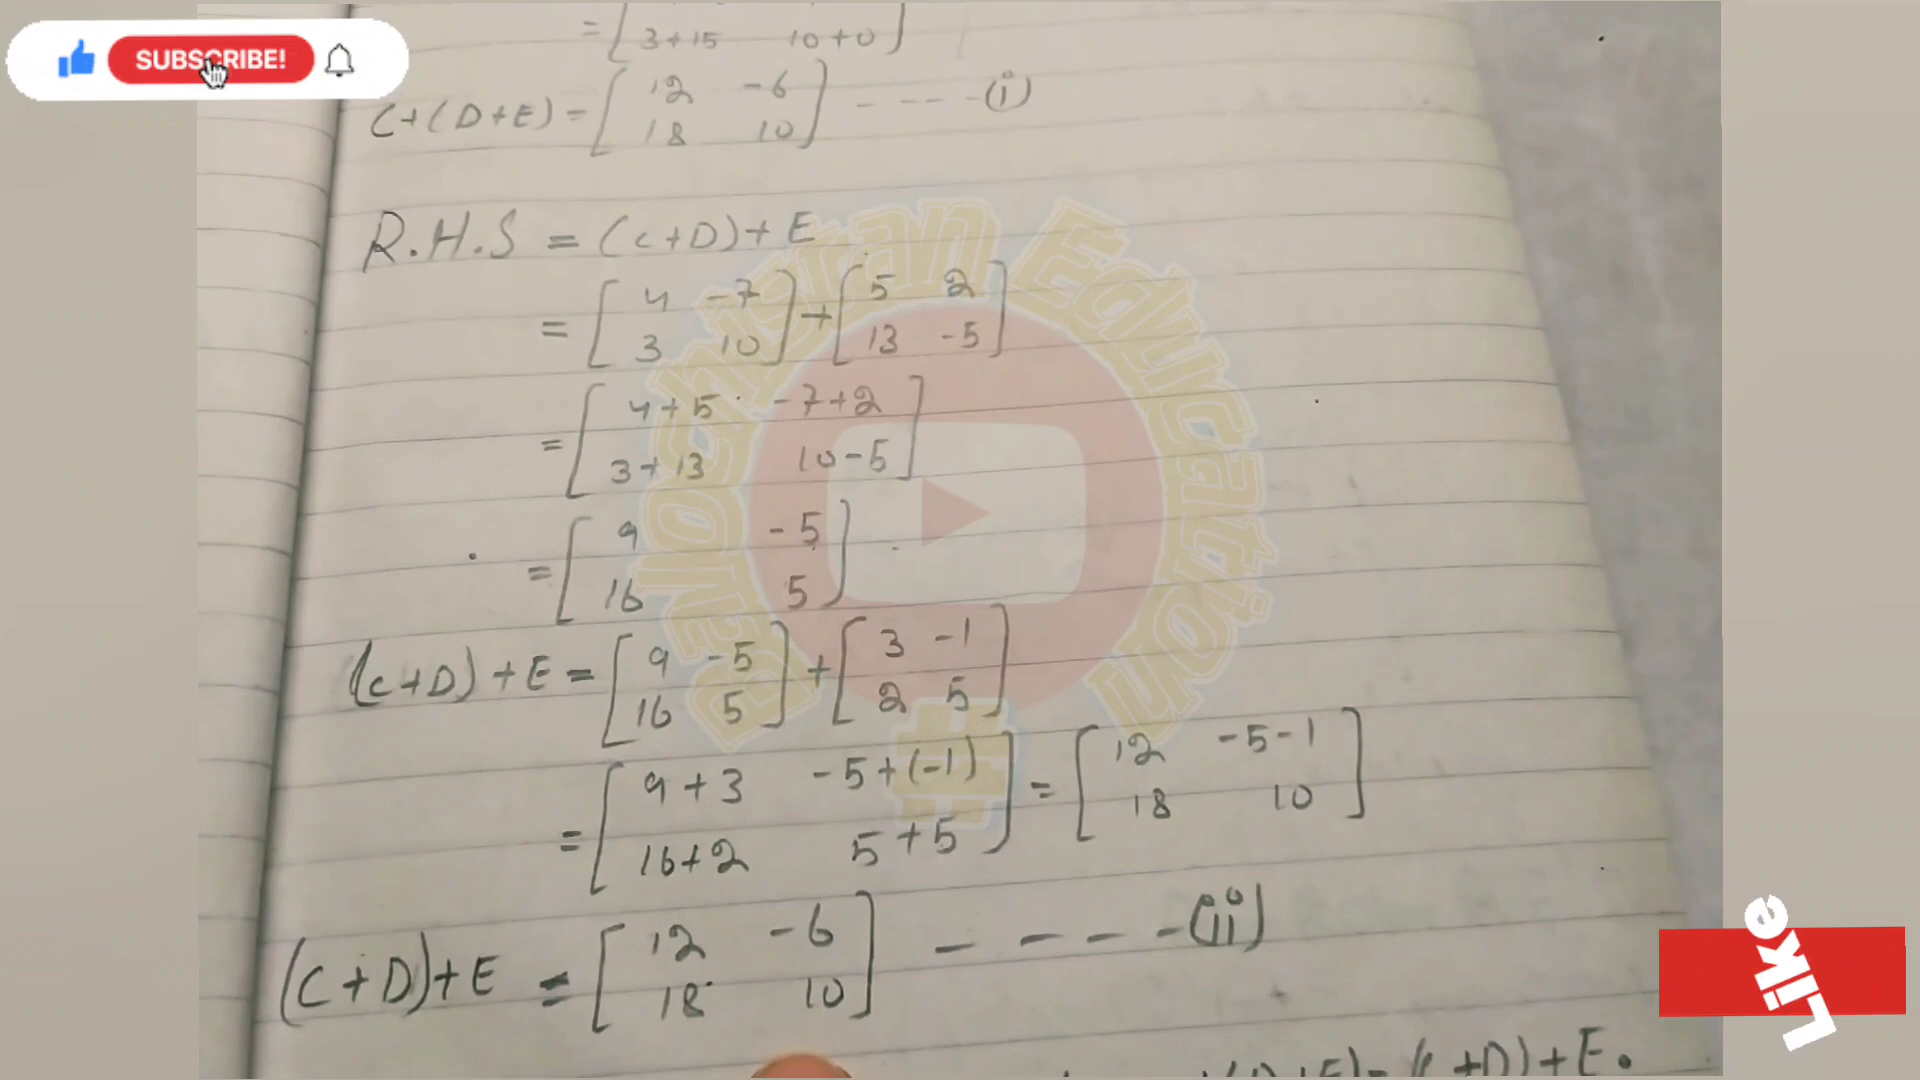 SUBSCRIBE!
= [ 3+15 10+0 ]
C+(D+E) = [ 12 -6
18 10 ] - - - - (i)
R.H.S = (C+D)+E
= [ 4 -7
3 10 ] + [ 5 2
13 -5 ]
= [ 4+5 -7+2
3+13 10-5 ]
= [ 9 -5
16 5 ]
(C+D)+E = [ 9 -5
16 5 ] + [ 3 -1
2 5 ]
= [ 9+3 -5+(-1)
16+2 5+5 ] = [ 12 -5-1
18 10 ]
(C+D)+E = [ 12 -6
18 10 ] - - - - (ii)
(D+E) = (C+D)+E.
Education
Like